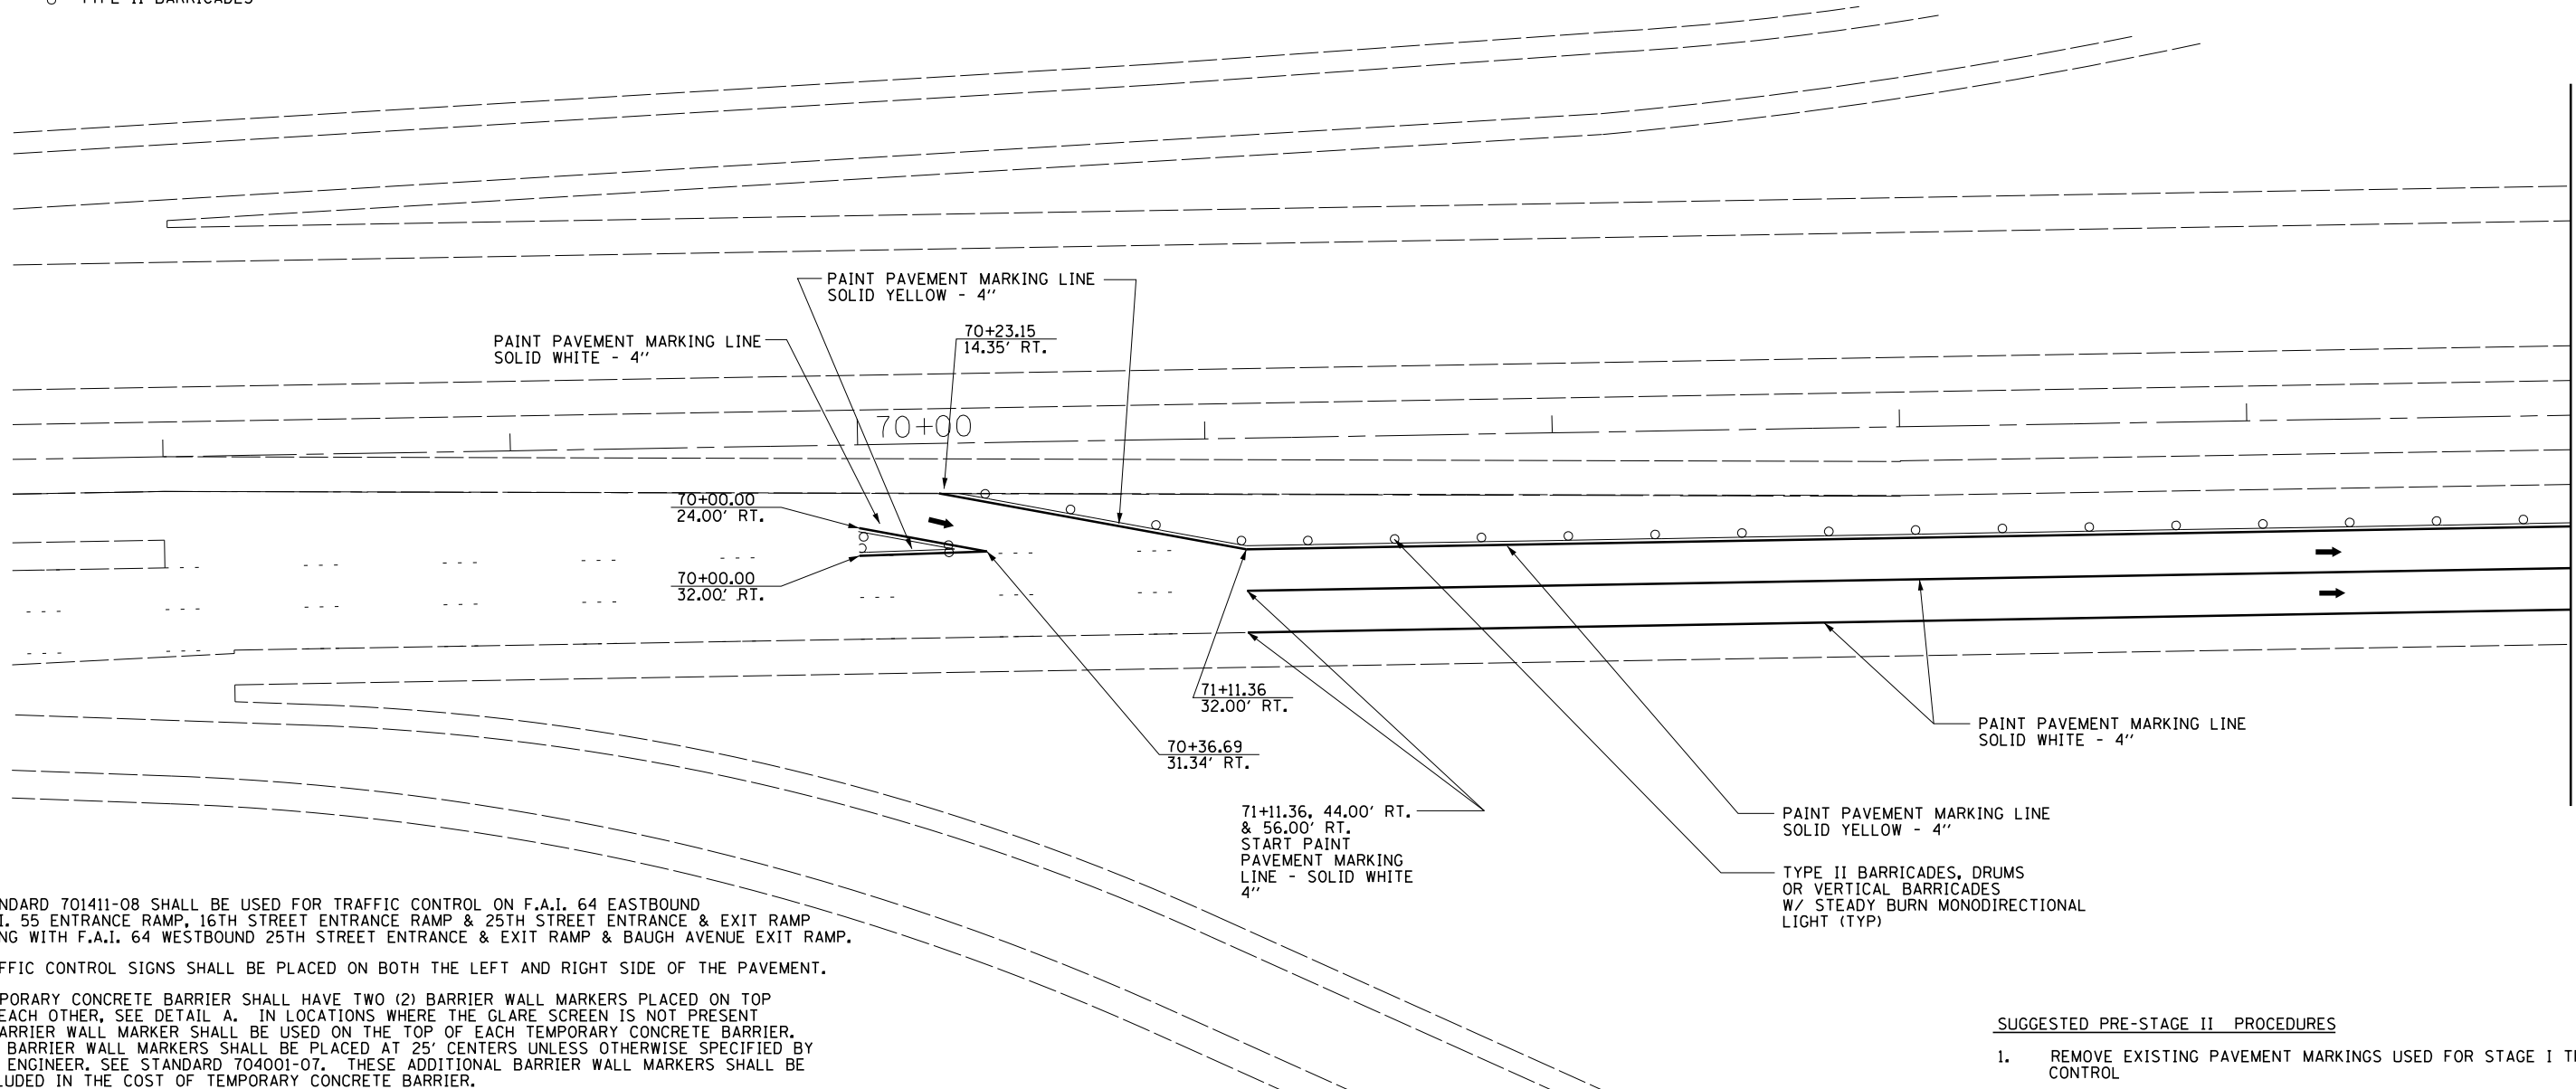 TYPE II BARRICADES
PAINT PAVEMENT MARKING LINE
SOLID YELLOW - 4''
PAINT PAVEMENT MARKING LINE
SOLID WHITE - 4''
70+23.15
14.35' RT.
70+00
70+00.00
24.00' RT.
70+00.00
32.00' RT.
71+11.36
32.00' RT.
70+36.69
31.34' RT.
71+11.36, 44.00' RT.
& 56.00' RT.
START PAINT
PAVEMENT MARKING
LINE - SOLID WHITE
4''
PAINT PAVEMENT MARKING LINE
SOLID WHITE - 4''
PAINT PAVEMENT MARKING LINE
SOLID YELLOW - 4''
TYPE II BARRICADES, DRUMS
OR VERTICAL BARRICADES
W/ STEADY BURN MONODIRECTIONAL
LIGHT (TYP)
NDARD 701411-08 SHALL BE USED FOR TRAFFIC CONTROL ON F.A.I. 64 EASTBOUND
I. 55 ENTRANCE RAMP, 16TH STREET ENTRANCE RAMP & 25TH STREET ENTRANCE & EXIT RAMP
NG WITH F.A.I. 64 WESTBOUND 25TH STREET ENTRANCE & EXIT RAMP & BAUGH AVENUE EXIT RAMP.
FFIC CONTROL SIGNS SHALL BE PLACED ON BOTH THE LEFT AND RIGHT SIDE OF THE PAVEMENT.
PORARY CONCRETE BARRIER SHALL HAVE TWO (2) BARRIER WALL MARKERS PLACED ON TOP
EACH OTHER, SEE DETAIL A. IN LOCATIONS WHERE THE GLARE SCREEN IS NOT PRESENT
ARRIER WALL MARKER SHALL BE USED ON THE TOP OF EACH TEMPORARY CONCRETE BARRIER.
BARRIER WALL MARKERS SHALL BE PLACED AT 25' CENTERS UNLESS OTHERWISE SPECIFIED BY
ENGINEER. SEE STANDARD 704001-07. THESE ADDITIONAL BARRIER WALL MARKERS SHALL BE
LUDED IN THE COST OF TEMPORARY CONCRETE BARRIER.
SUGGESTED PRE-STAGE II PROCEDURES
1. REMOVE EXISTING PAVEMENT MARKINGS USED FOR STAGE I T
CONTROL